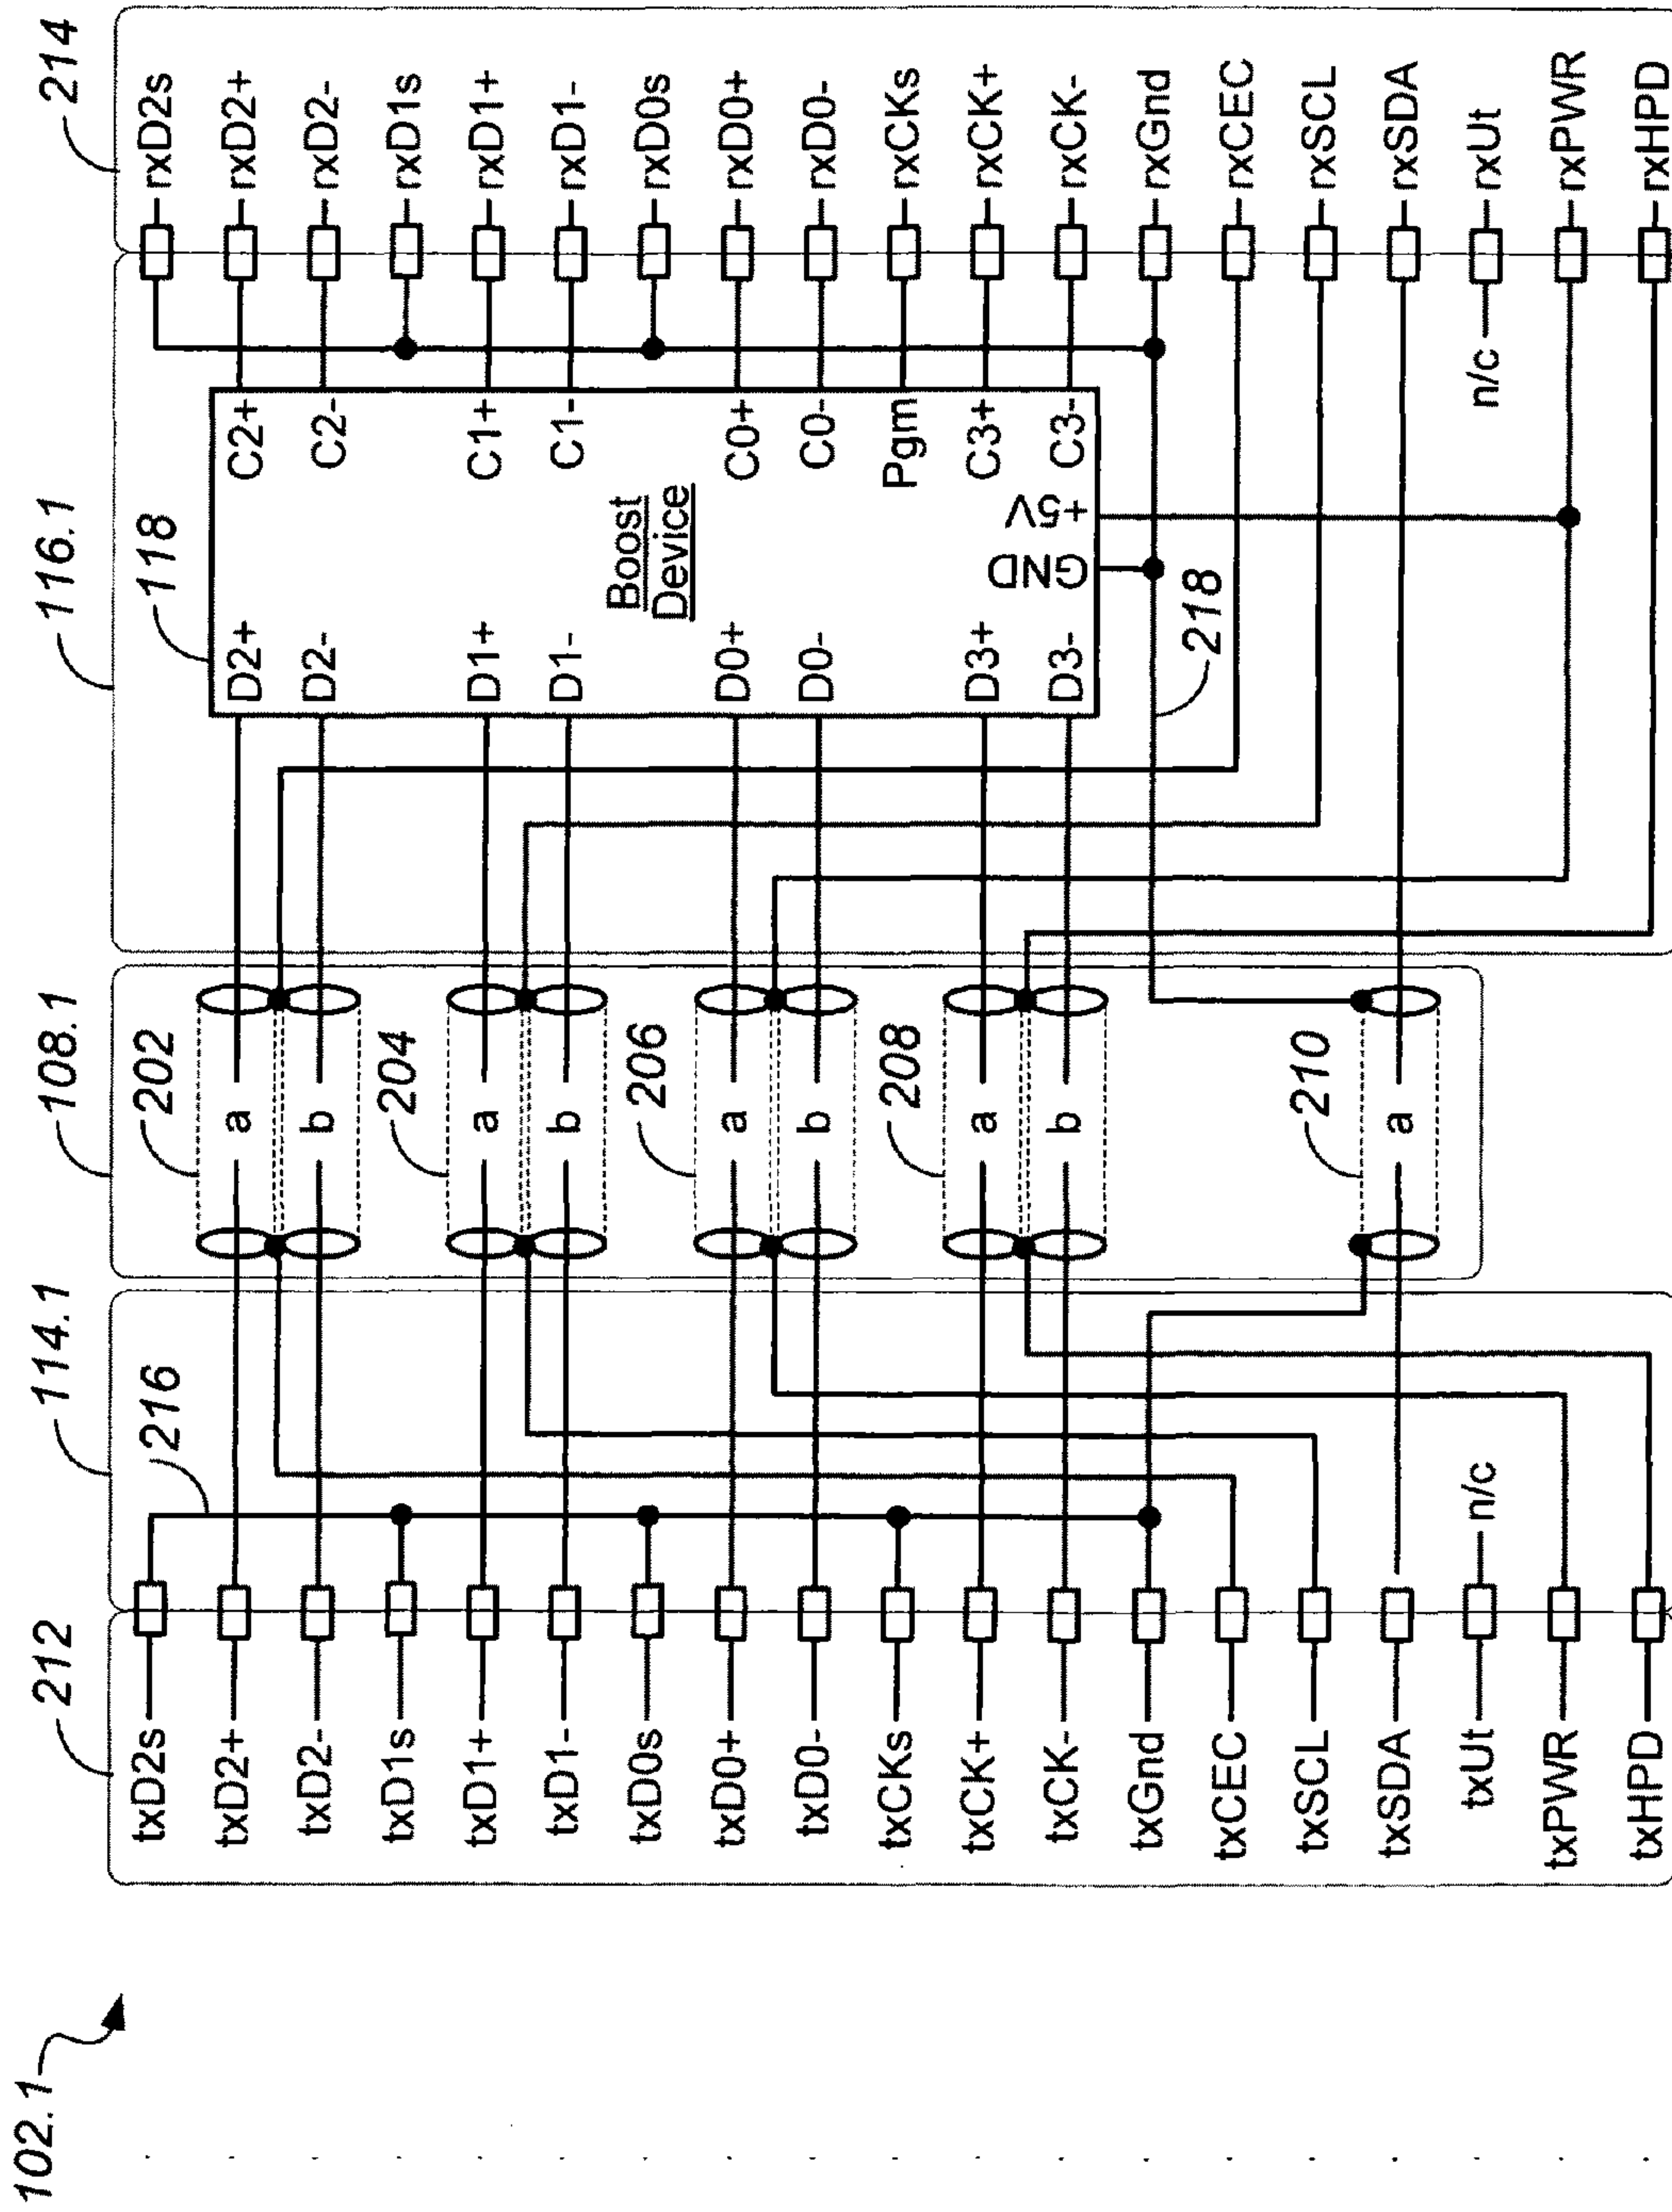 102.1
212
114.1
108.1
116.1
214
txD2s
txD2+
txD2-
txD1s
txD1+
txD1-
txD0s
txD0+
txD0-
txCKs
txCK+
txCK-
txGnd
txCEC
txSCL
txSDA
txUt
txPWR
txHPD
216
n/c
202
a
b
204
a
b
206
a
b
208
a
b
210
a
118
D2+
D2-
D1+
D1-
D0+
D0-
D3+
D3-
Boost
Device
GND
+5V
C2+
C2-
C1+
C1-
C0+
C0-
Pgm
C3+
C3-
218
n/c
rxD2s
rxD2+
rxD2-
rxD1s
rxD1+
rxD1-
rxD0s
rxD0+
rxD0-
rxCKs
rxCK+
rxCK-
rxGnd
rxCEC
rxSCL
rxSDA
rxUt
rxPWR
rxHPD